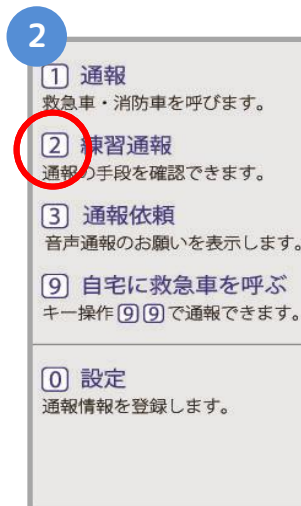 2
1 通報
救急車・消防車を呼びます。
2 練習通報
通報の手段を確認できます。
3 通報依頼
音声通報のお願いを表示します。
9 自宅に救急車を呼ぶ
キー操作99で通報できます。
0 設定
通報情報を登録します。